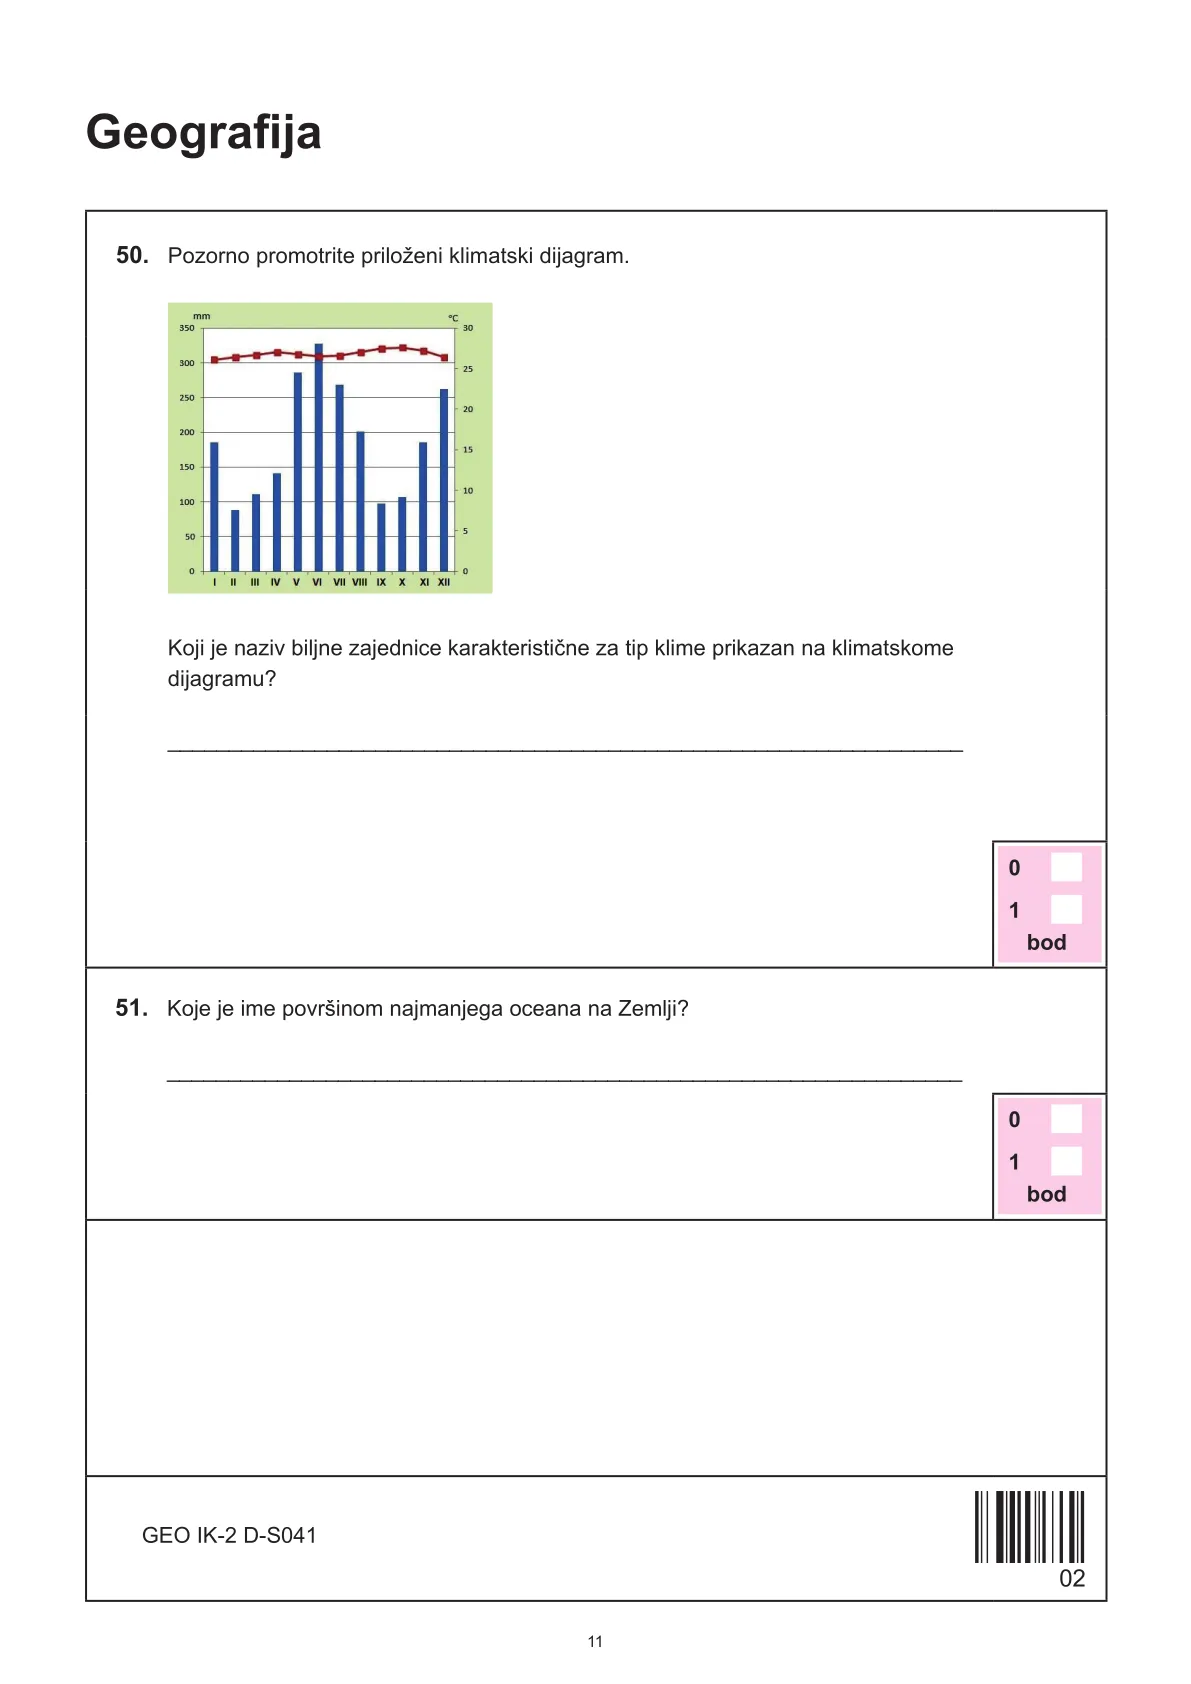 Geografija
50. Pozorno promotrite priloženi klimatski dijagram.
mm °C
350 30
300
25
250
20
200
15
150
10
100
50 5
0 0
I II III IV V VI VII VIII IX X XI XII
Koji je naziv biljne zajednice karakteristične za tip klime prikazan na klimatskome
dijagramu?
0
1
bod
51. Koje je ime površinom najmanjega oceana na Zemlji?
0
1
bod
GEO IK-2 D-S041
02
11